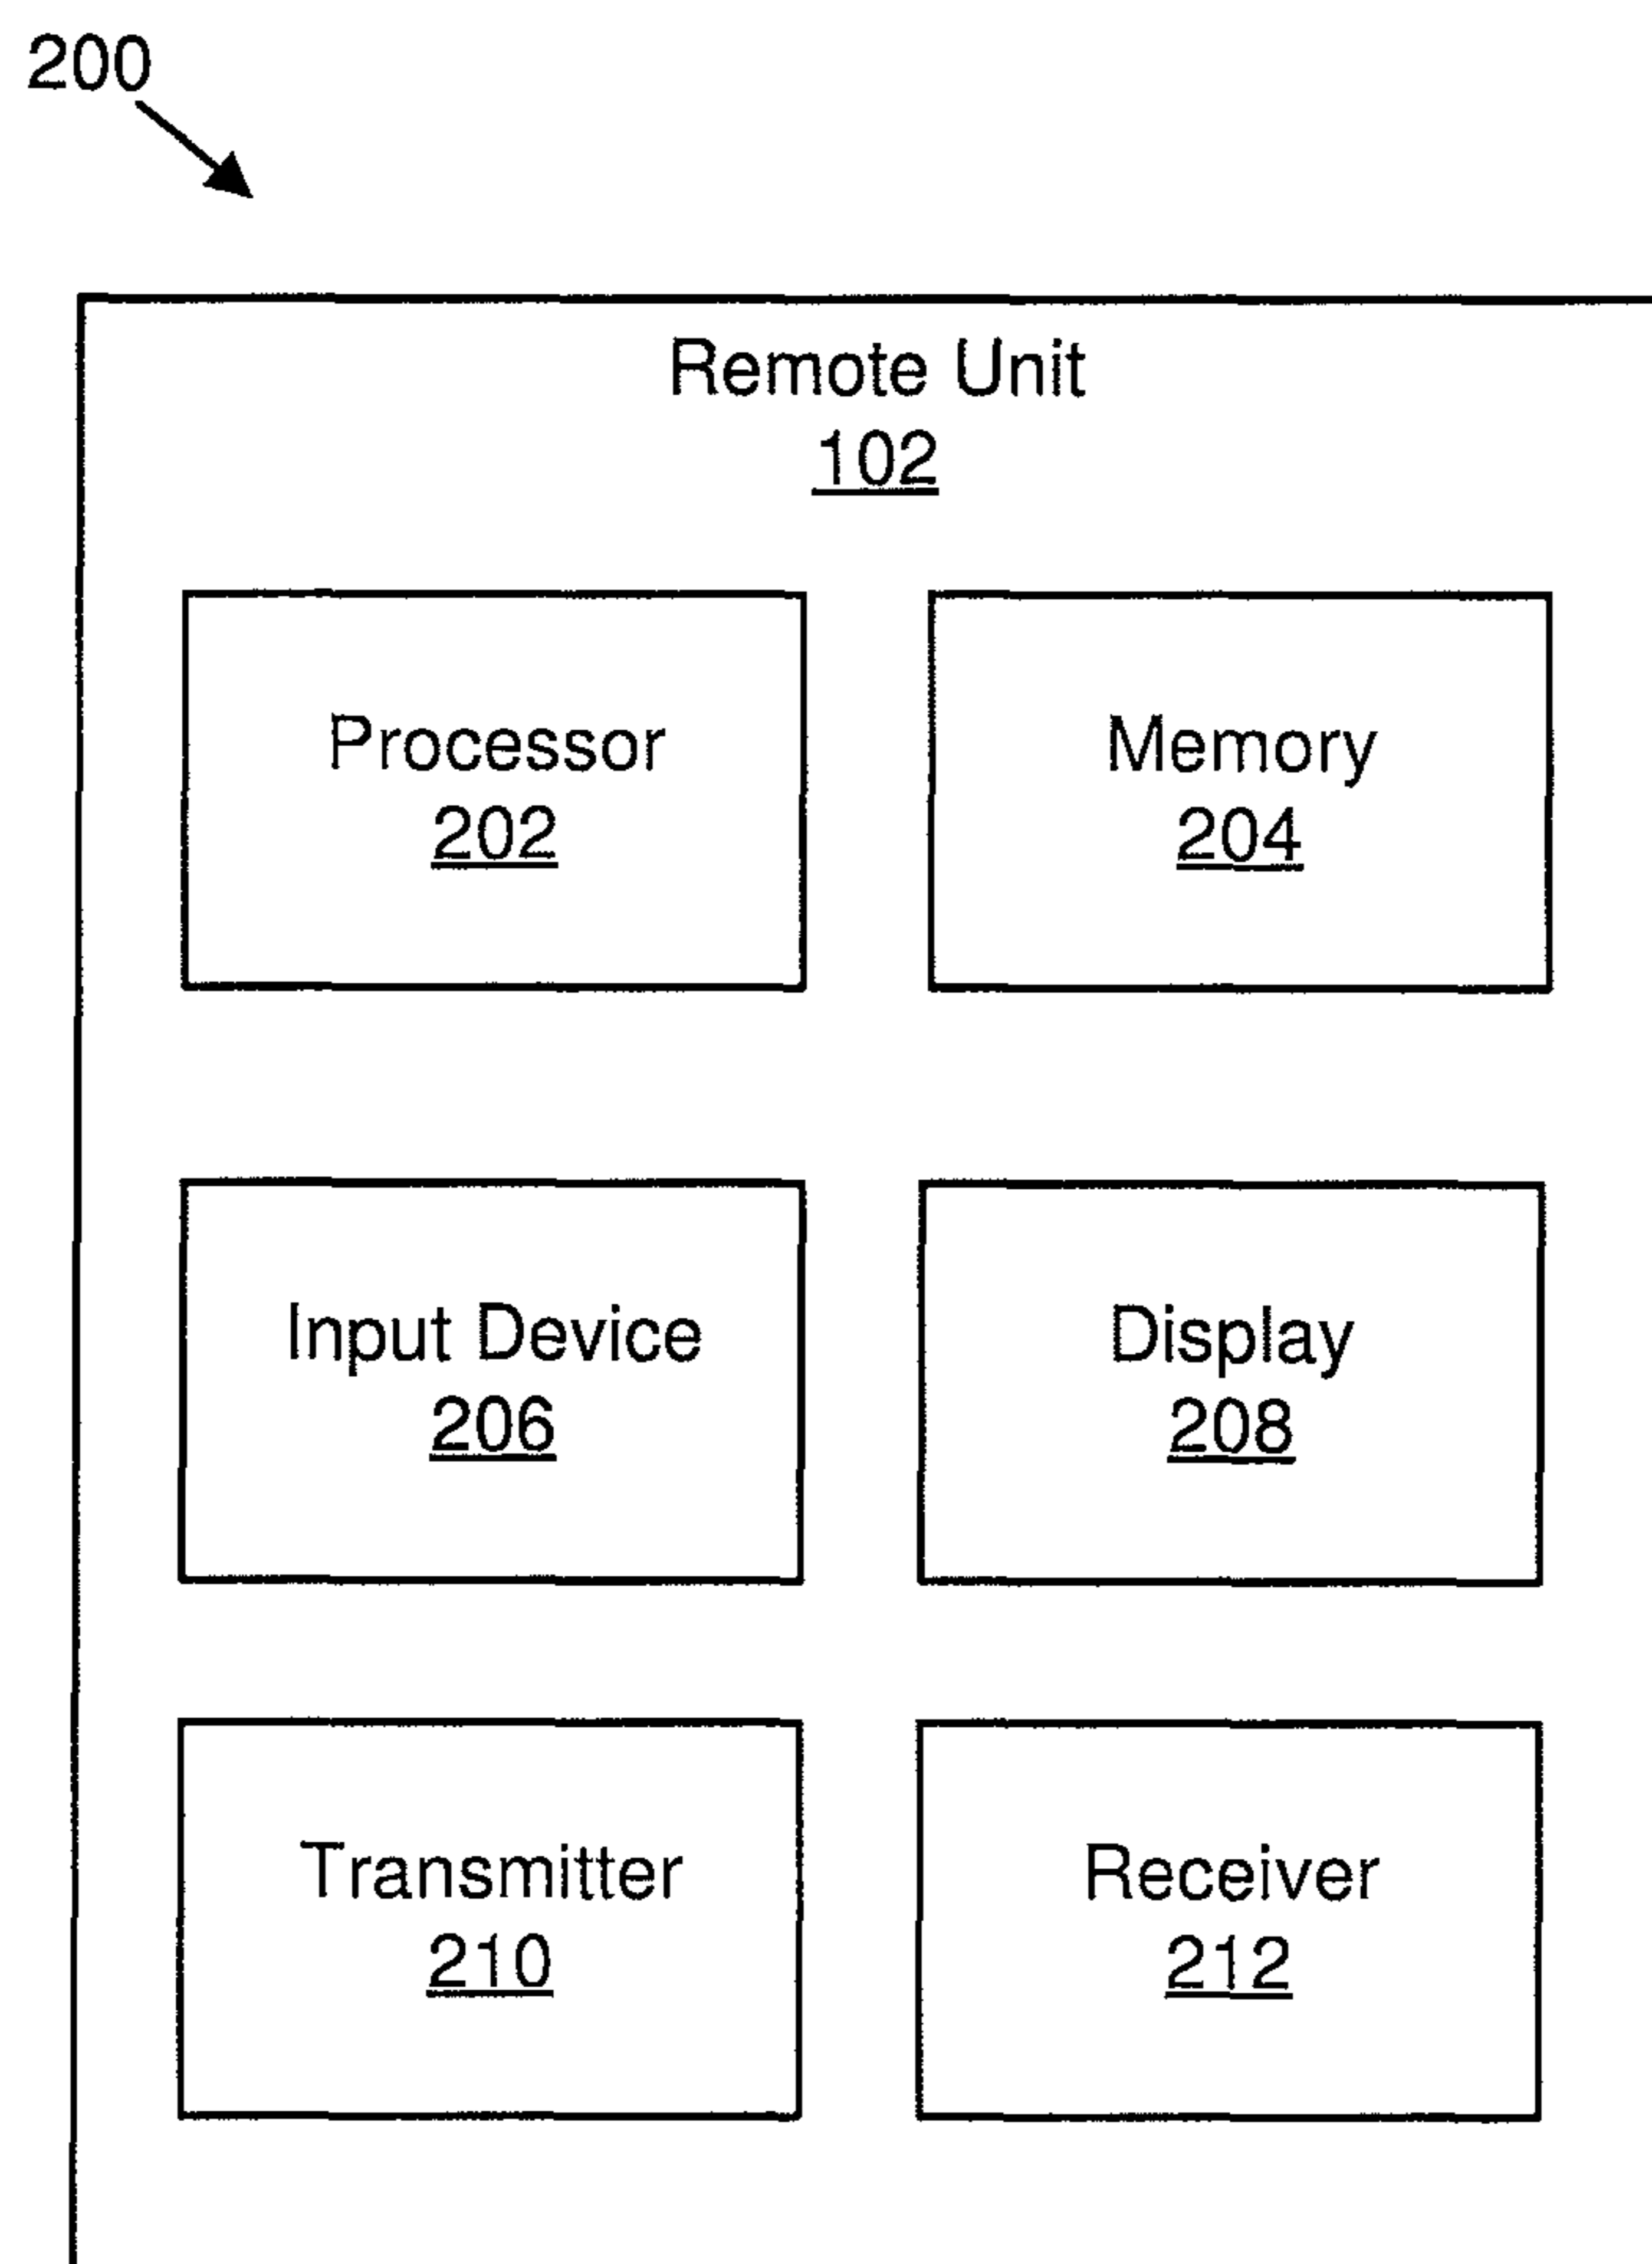 200
Remote Unit
102
Processor
202
Memory
204
Input Device
206
Display
208
Transmitter
210
Receiver
212